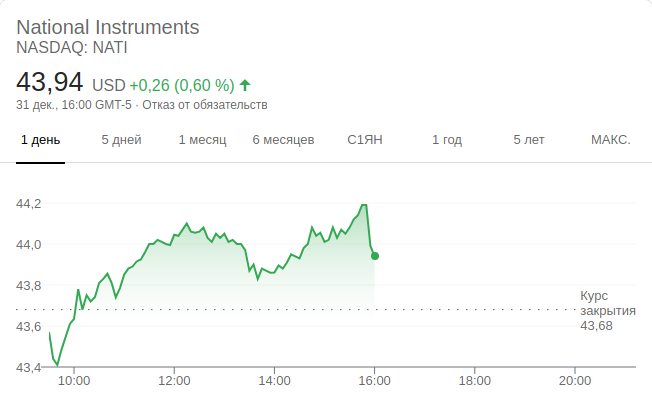 National Instruments
NASDAQ: NATI
43,94 USD +0,26 (0,60 %)
31 дек., 16:00 GMT-5 · Отказ от обязательств
1 день 5 дней 1 месяц 6 месяцев С1ЯН 1 год 5 лет МАКС.
44,2
44,0
43,8
Курс
закрытия
43,68
43,6
43,4
10:00 12:00 14:00 16:00 18:00 20:00